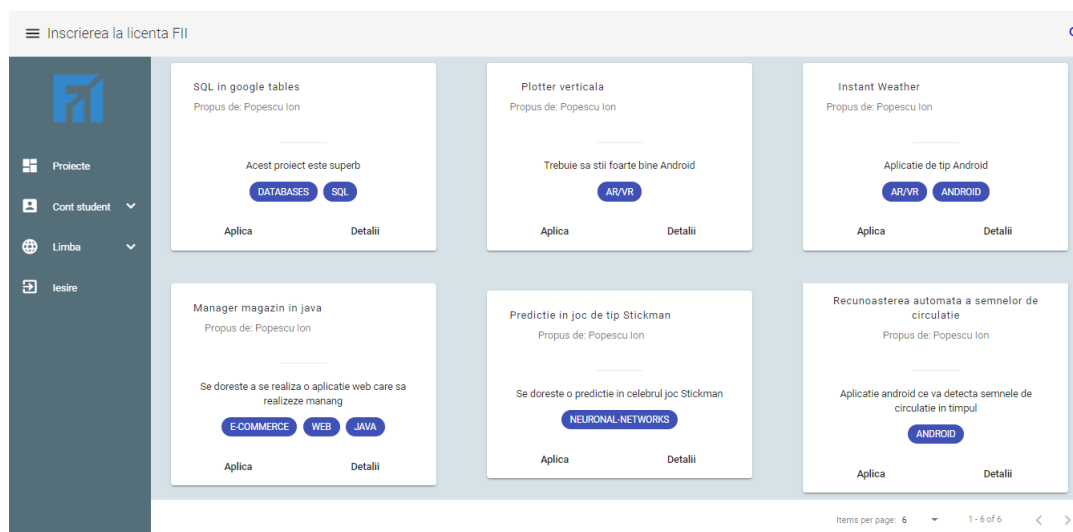 Inscrierea la licenta FII
Proiecte
Cont student
Limba
Iesire
SQL in google tables
Propus de: Popescu Ion
Acest proiect este superb
DATABASES SQL
Aplica Detalii
Plotter verticala
Propus de: Popescu Ion
Trebuie sa stii foarte bine Android
AR/VR
Aplica Detalii
Instant Weather
Propus de: Popescu Ion
Aplicatie de tip Android
AR/VR ANDROID
Aplica Detalii
Manager magazin in java
Propus de: Popescu Ion
Se doreste a se realiza o aplicatie web care sa
realizeze manang
E-COMMERCE WEB JAVA
Aplica Detalii
Predictie in joc de tip Stickman
Propus de: Popescu Ion
Se doreste o predictie in celebrul joc Stickman
NEURONAL-NETWORKS
Aplica Detalii
Recunoasterea automata a semnelor de
circulatie
Propus de: Popescu Ion
Aplicatie android ce va detecta semnele de
circulatie in timpul
ANDROID
Aplica Detalii
Items per page: 6 1 - 6 of 6